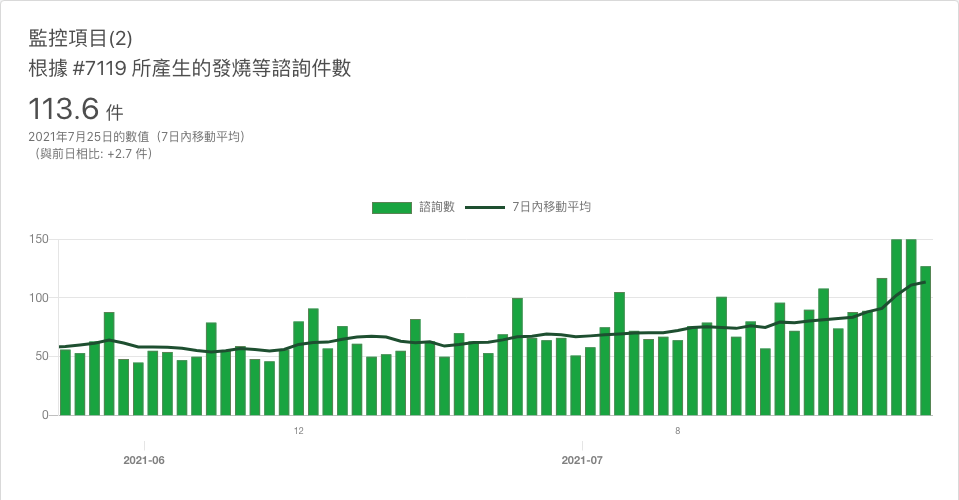 監控項目(2)
根據 #7119 所產生的發燒等諮詢件數
113.6 件
2021年7月25日的數值（7日內移動平均）
（與前日相比: +2.7 件）
諮詢數 7日內移動平均
150
100
50
0
12 8
2021-06 2021-07